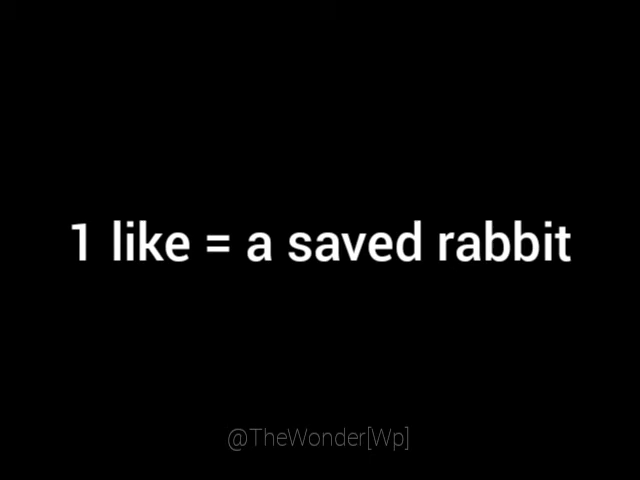 1 like = a saved rabbit
@TheWonder[Wp]